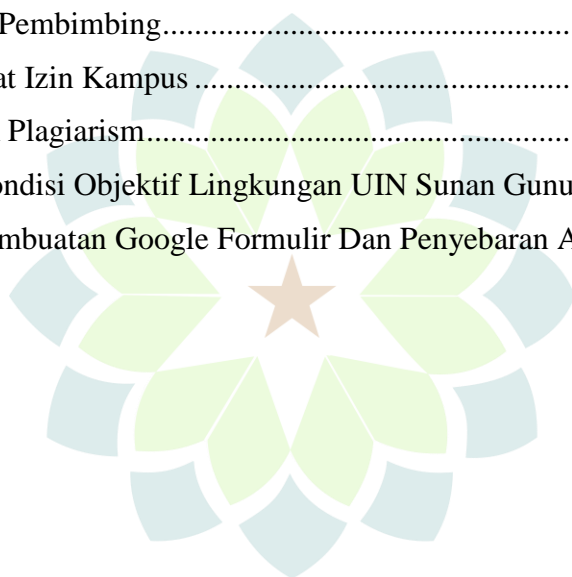 Pembimbing..................................................
at Izin Kampus ..............................................
Plagiarism....................................................
ondisi Objektif Lingkungan UIN Sunan Gunu
mbuatan Google Formulir Dan Penyebaran A